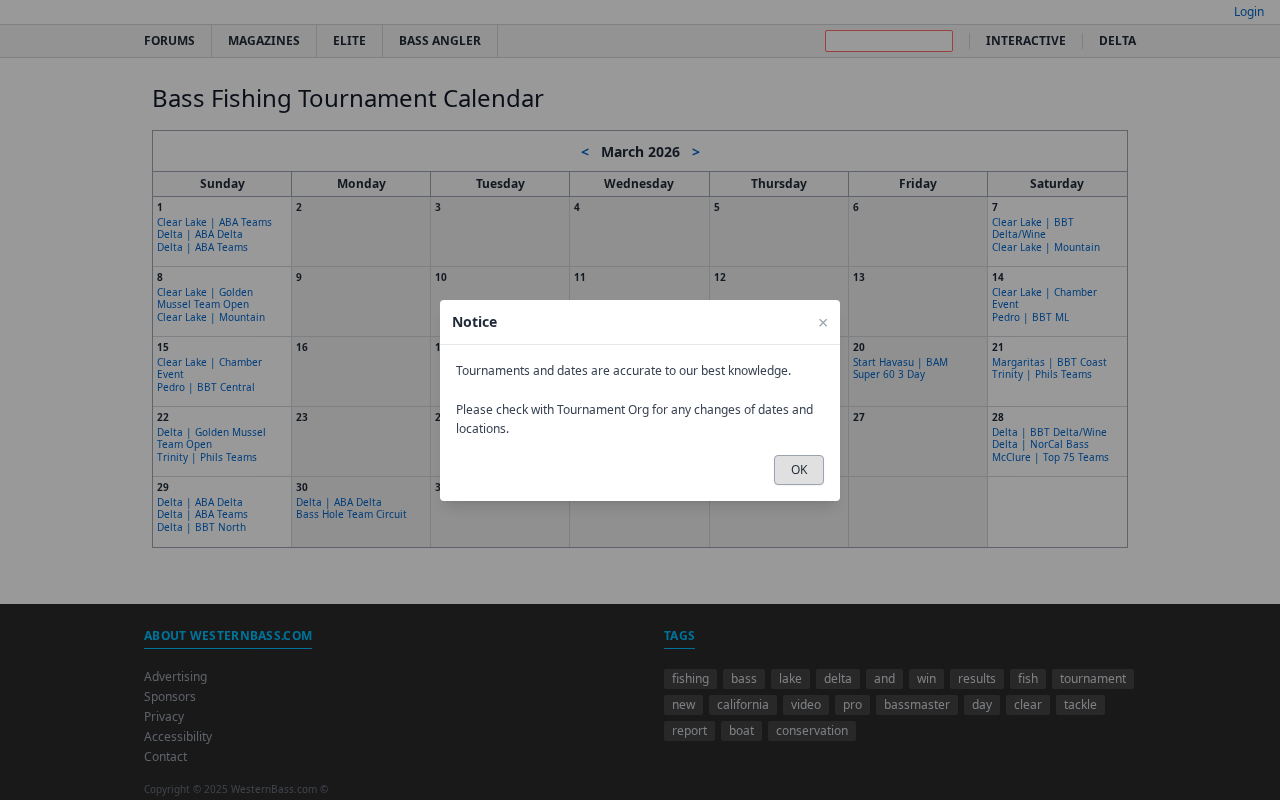 Login
FORUMS MAGAZINES ELITE BASS ANGLER INTERACTIVE DELTA
Bass Fishing Tournament Calendar
< March 2026 >
Sunday Monday Tuesday Wednesday Thursday Friday Saturday
1
Clear Lake | ABA Teams
Delta | ABA Delta
Delta | ABA Teams
2
3
4
5
6
7
Clear Lake | BBT
Delta/Wine
Clear Lake | Mountain
8
Clear Lake | Golden
Mussel Team Open
Clear Lake | Mountain
9
10
11
12
13
14
Clear Lake | Chamber
Event
Pedro | BBT ML
15
Clear Lake | Chamber
Event
Pedro | BBT Central
16
20
Start Havasu | BAM
Super 60 3 Day
21
Margaritas | BBT Coast
Trinity | Phils Teams
22
Delta | Golden Mussel
Team Open
Trinity | Phils Teams
23
27
28
Delta | BBT Delta/Wine
Delta | NorCal Bass
McClure | Top 75 Teams
29
Delta | ABA Delta
Delta | ABA Teams
Delta | BBT North
30
Delta | ABA Delta
Bass Hole Team Circuit
Notice ×
Tournaments and dates are accurate to our best knowledge.
Please check with Tournament Org for any changes of dates and
locations.
OK
ABOUT WESTERNBASS.COM
Advertising
Sponsors
Privacy
Accessibility
Contact
Copyright © 2025 WesternBass.com ©
TAGS
fishing bass lake delta and win results fish tournament
new california video pro bassmaster day clear tackle
report boat conservation